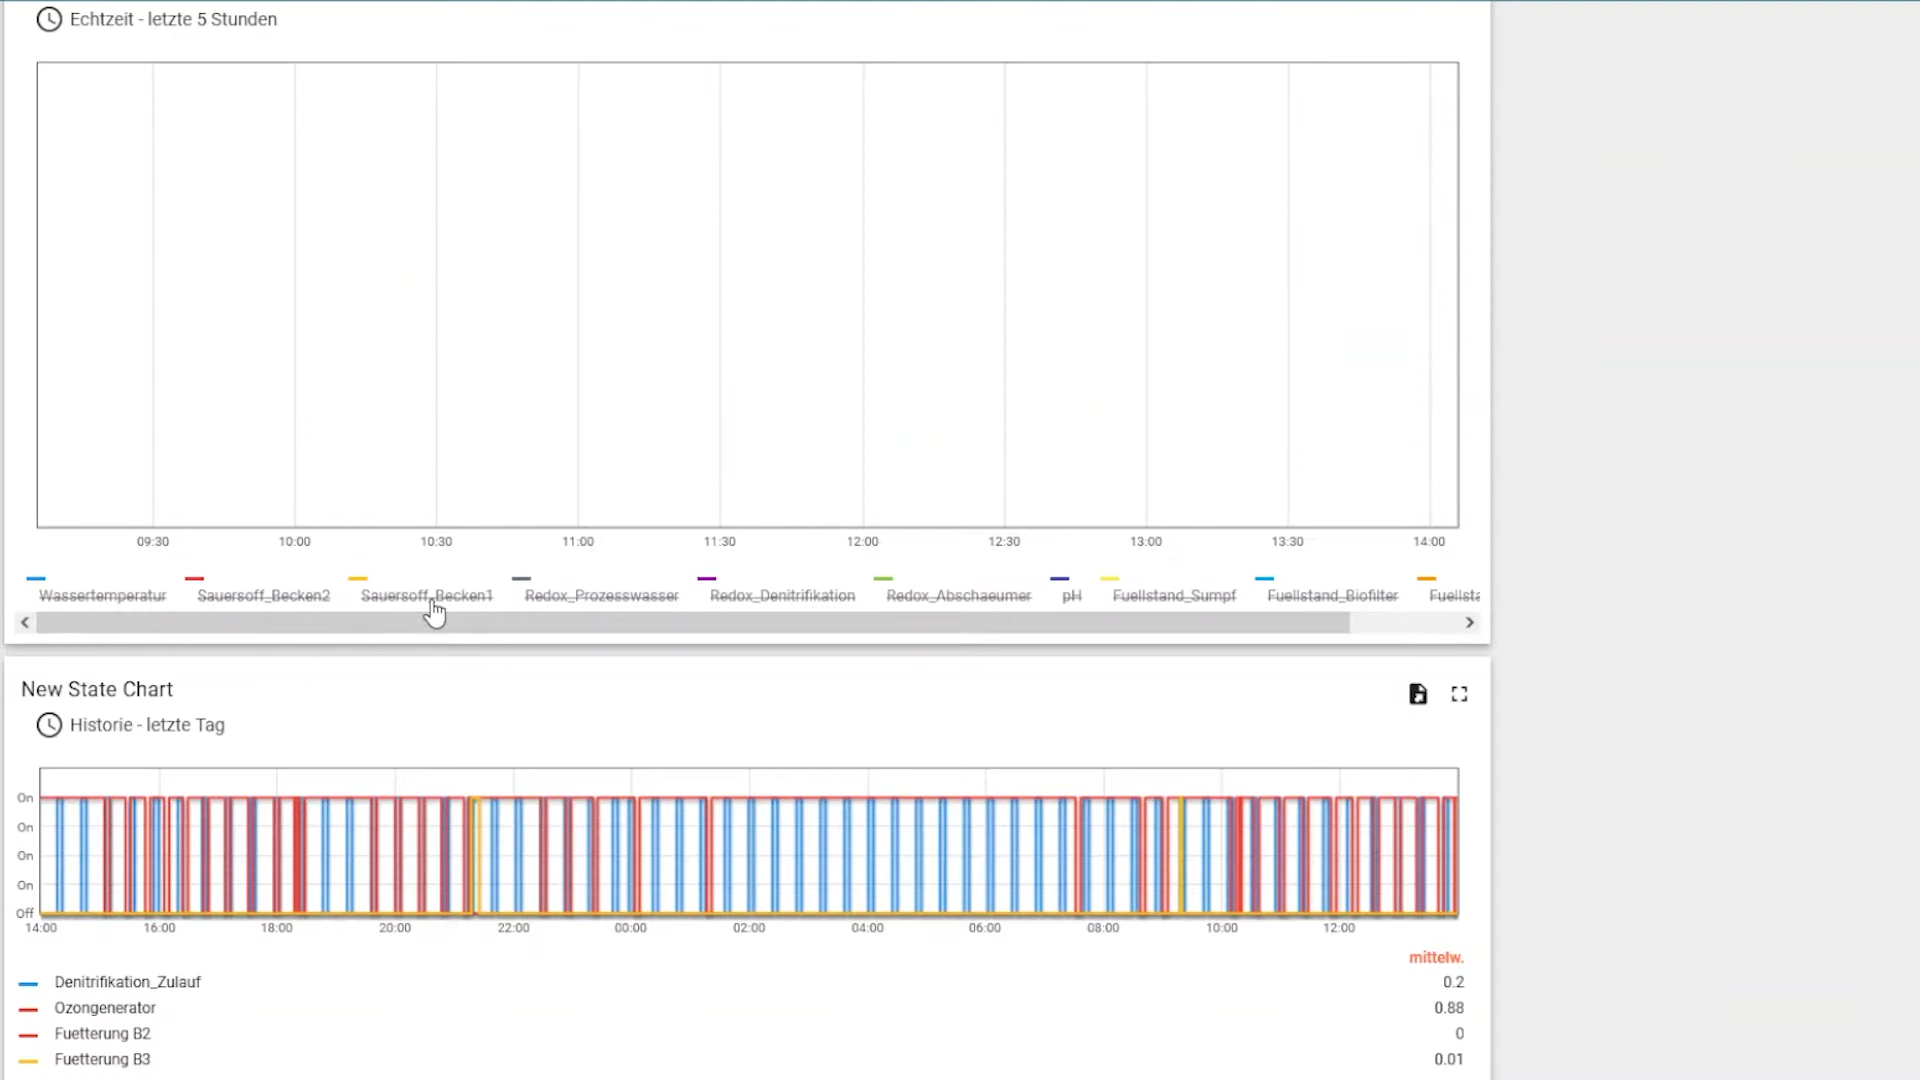 Echtzeit - letzte 5 Stunden
09:30 10:00 10:30 11:00 11:30 12:00 12:30 13:00 13:30 14:00
Wassertemperatur Sauersoff_Becken2 Sauersoff_Becken1 Redox_Prozesswasser Redox_Denitrifikation Redox_Abschaeumer pH Fuellstand_Sumpf Fuellstand_Biofilter Fuellsta
New State Chart
Historie - letzte Tag
On
On
On
On
Off
14:00 16:00 18:00 20:00 22:00 00:00 02:00 04:00 06:00 08:00 10:00 12:00
mittelw.
Denitrifikation_Zulauf 0.2
Ozongenerator 0.88
Fuetterung B2 0
Fuetterung B3 0.01